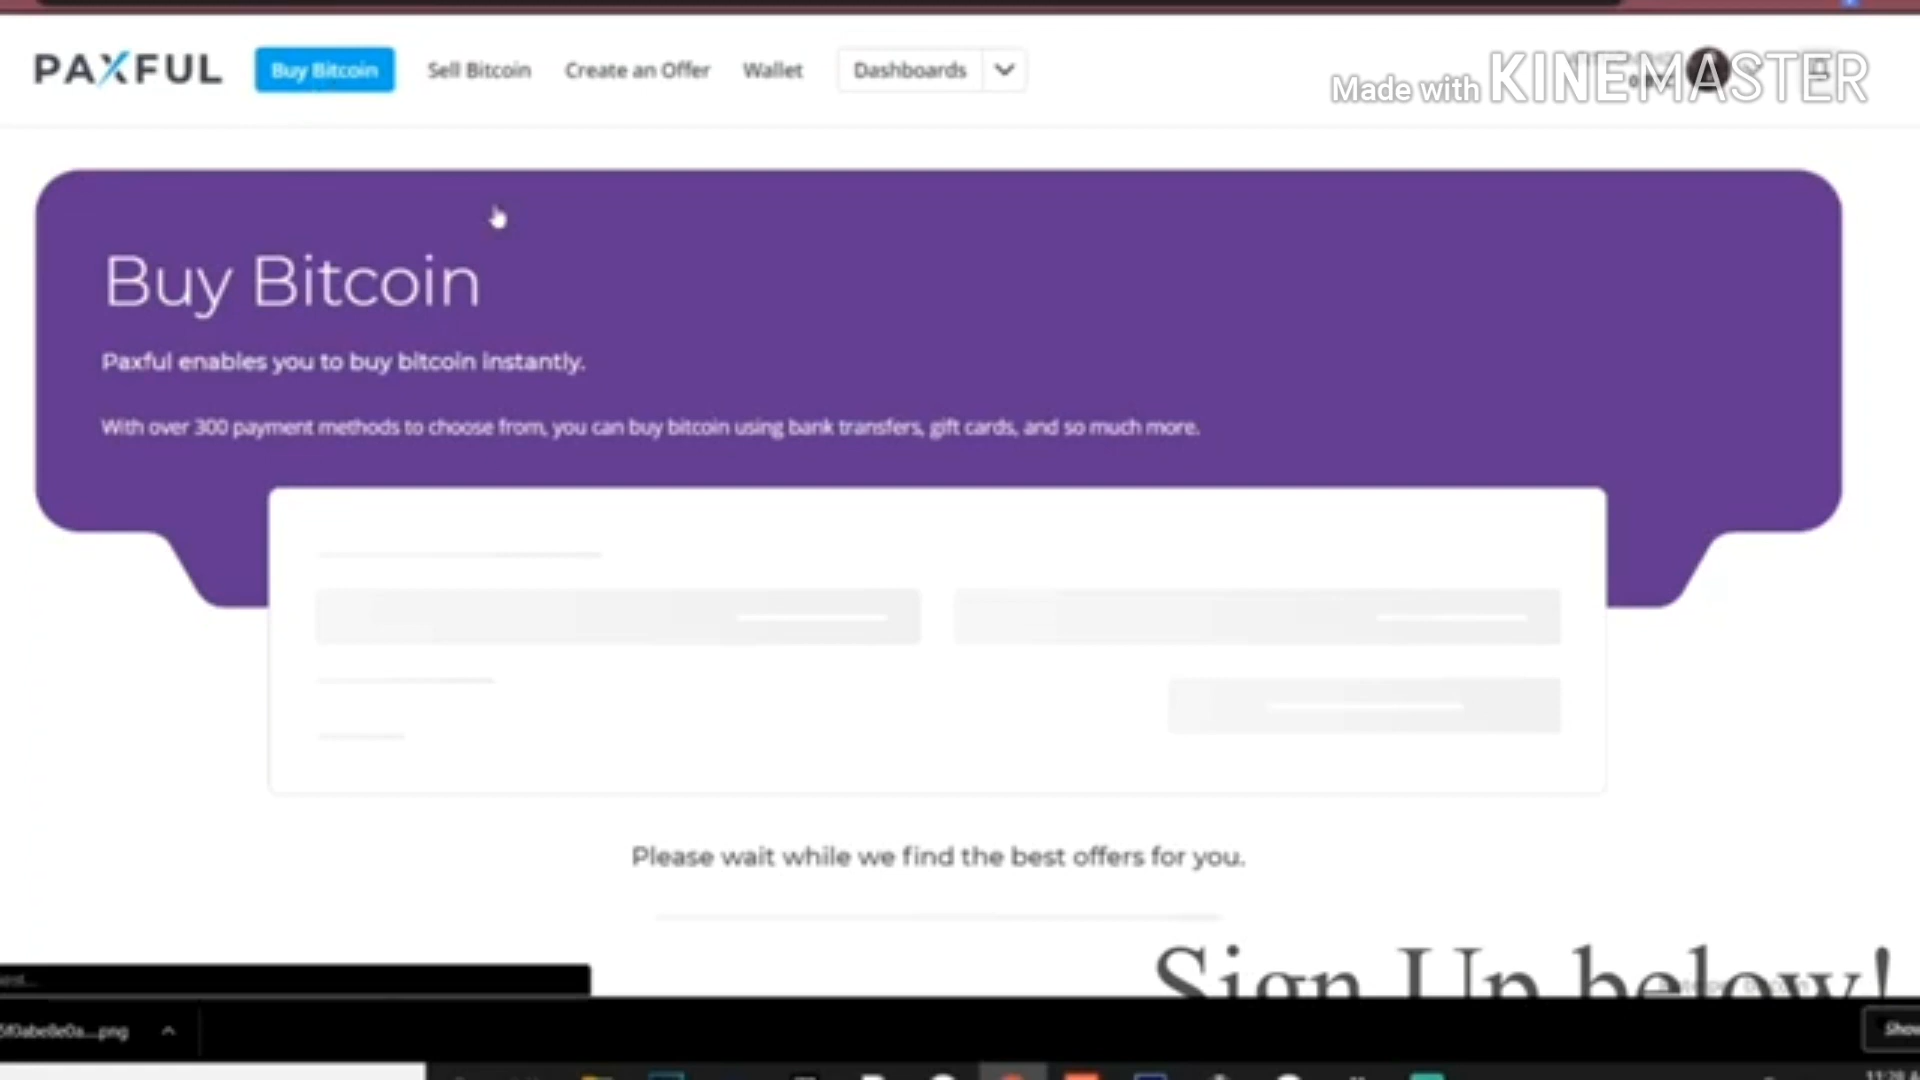 PAXFUL Buy Bitcoin Sell Bitcoin Create an Offer Wallet Dashboards
Made with KINEMASTER
Buy Bitcoin
Paxful enables you to buy bitcoin instantly.
With over 300 payment methods to choose from, you can buy bitcoin using bank transfers, gift cards, and so much more.
Please wait while we find the best offers for you.
Sign Up below!